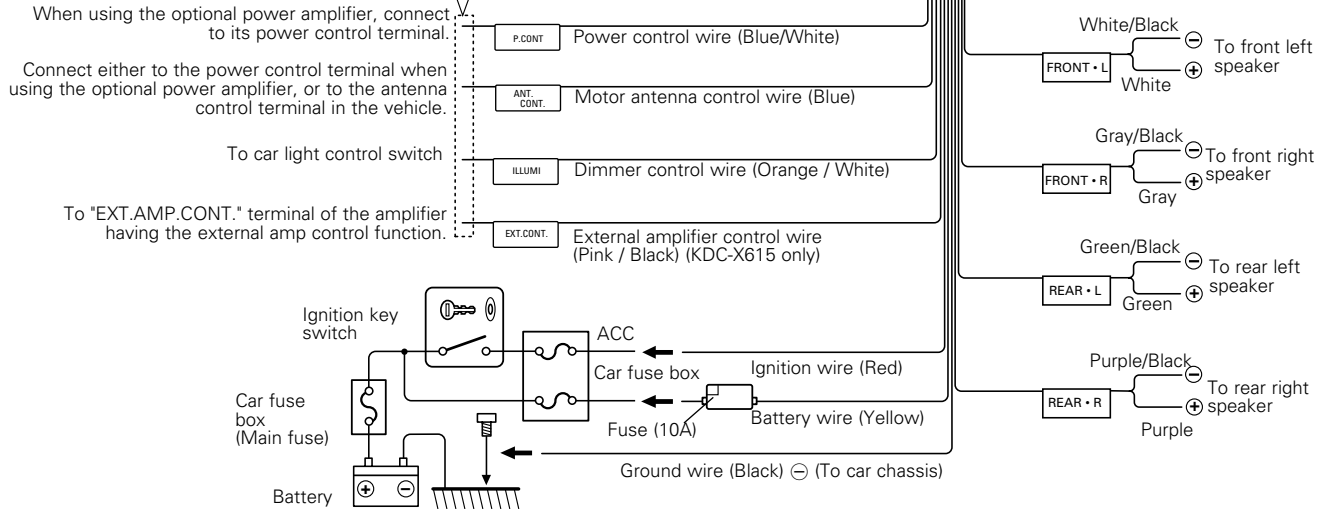 When using the optional power amplifier, connect
to its power control terminal.
P.CONT
Power control wire (Blue/White)
Connect either to the power control terminal when
using the optional power amplifier, or to the antenna
control terminal in the vehicle.
ANT.
CONT.
Motor antenna control wire (Blue)
To car light control switch
ILLUMI
Dimmer control wire (Orange / White)
To "EXT.AMP.CONT." terminal of the amplifier
having the external amp control function.
EXT.CONT.
External amplifier control wire
(Pink / Black) (KDC-X615 only)
Ignition key
switch
ACC
Car fuse box
Ignition wire (Red)
Car fuse
box
(Main fuse)
Fuse (10A)
Battery wire (Yellow)
Ground wire (Black) ⊖ (To car chassis)
Battery
⊕ ⊖
White/Black
⊖
To front left
speaker
FRONT • L
⊕
White
Gray/Black
⊖
To front right
speaker
FRONT • R
⊕
Gray
Green/Black
⊖
To rear left
speaker
REAR • L
⊕
Green
Purple/Black
⊖
To rear right
speaker
REAR • R
⊕
Purple